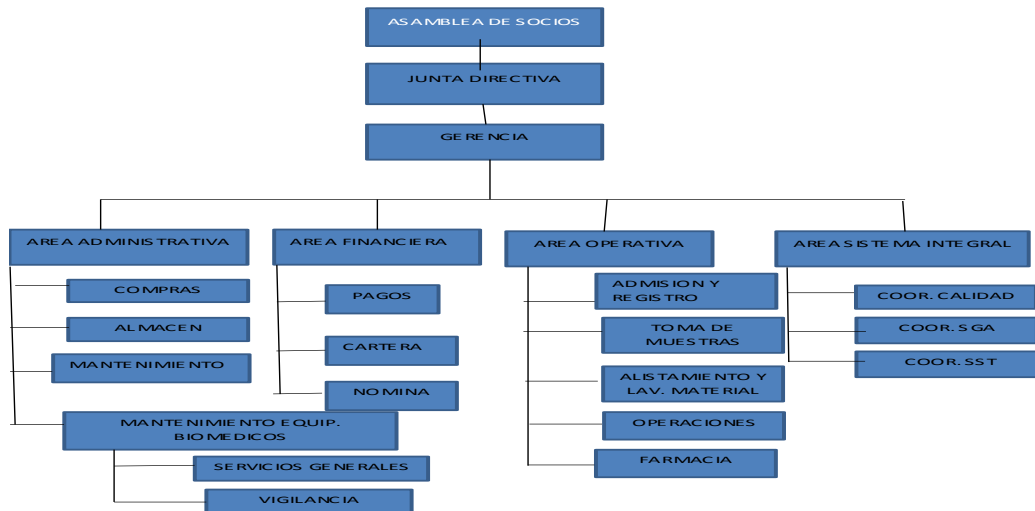 ASAMBLEA DE SOCIOS
JUNTA DIRECTIVA
GERENCIA
AREA ADMINISTRATIVA
COMPRAS
ALMACEN
MANTENIMIENTO
MANTENIMIENTO EQUIP.
BIOMEDICOS
SERVICIOS GENERALES
VIGILANCIA
AREA FINANCIERA
PAGOS
CARTERA
NOMINA
AREA OPERATIVA
ADMISION Y
REGISTRO
TOMA DE
MUESTRAS
ALISTAMIENTO Y
LAV. MATERIAL
OPERACIONES
FARMACIA
AREA SISTEMA INTEGRAL
COOR. CALIDAD
COOR. SGA
COOR. SST